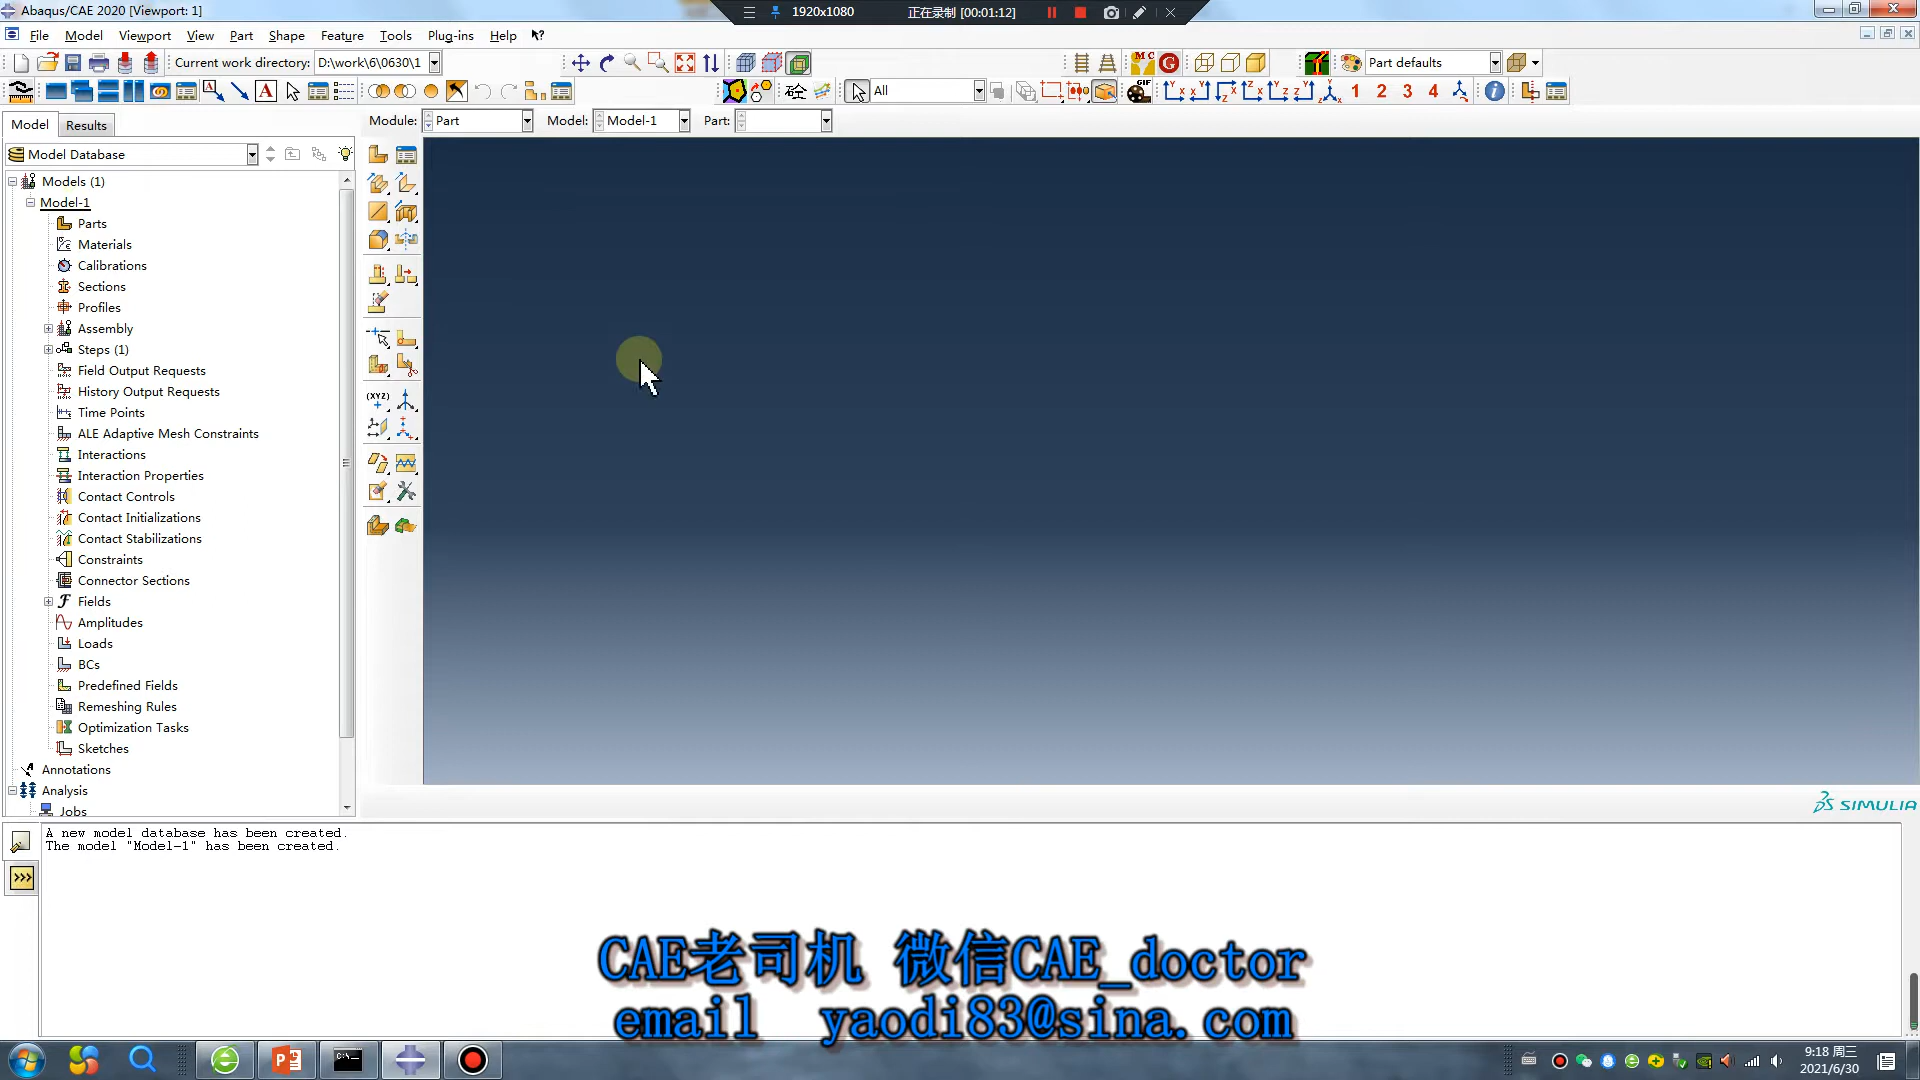 Abaqus/CAE 2020 [Viewport: 1]
1920x1080
正在录制 [00:01:12]
File Model Viewport View Part Shape Feature Tools Plug-ins Help
Current work directory: D:\work\6\0630\1
Part defaults
All
1 2 3 4
Model Results
Module: Part Model: Model-1 Part:
Model Database
Models (1)
Model-1
Parts
Materials
Calibrations
Sections
Profiles
Assembly
Steps (1)
Field Output Requests
History Output Requests
Time Points
ALE Adaptive Mesh Constraints
Interactions
Interaction Properties
Contact Controls
Contact Initializations
Contact Stabilizations
Constraints
Connector Sections
Fields
Amplitudes
Loads
BCs
Predefined Fields
Remeshing Rules
Optimization Tasks
Sketches
Annotations
Analysis
Jobs
(XYZ)
SIMULIA
A new model database has been created.
The model "Model-1" has been created.
CAE老司机 微信CAE_doctor
email yaodi83@sina.com
9:18 周三
2021/6/30